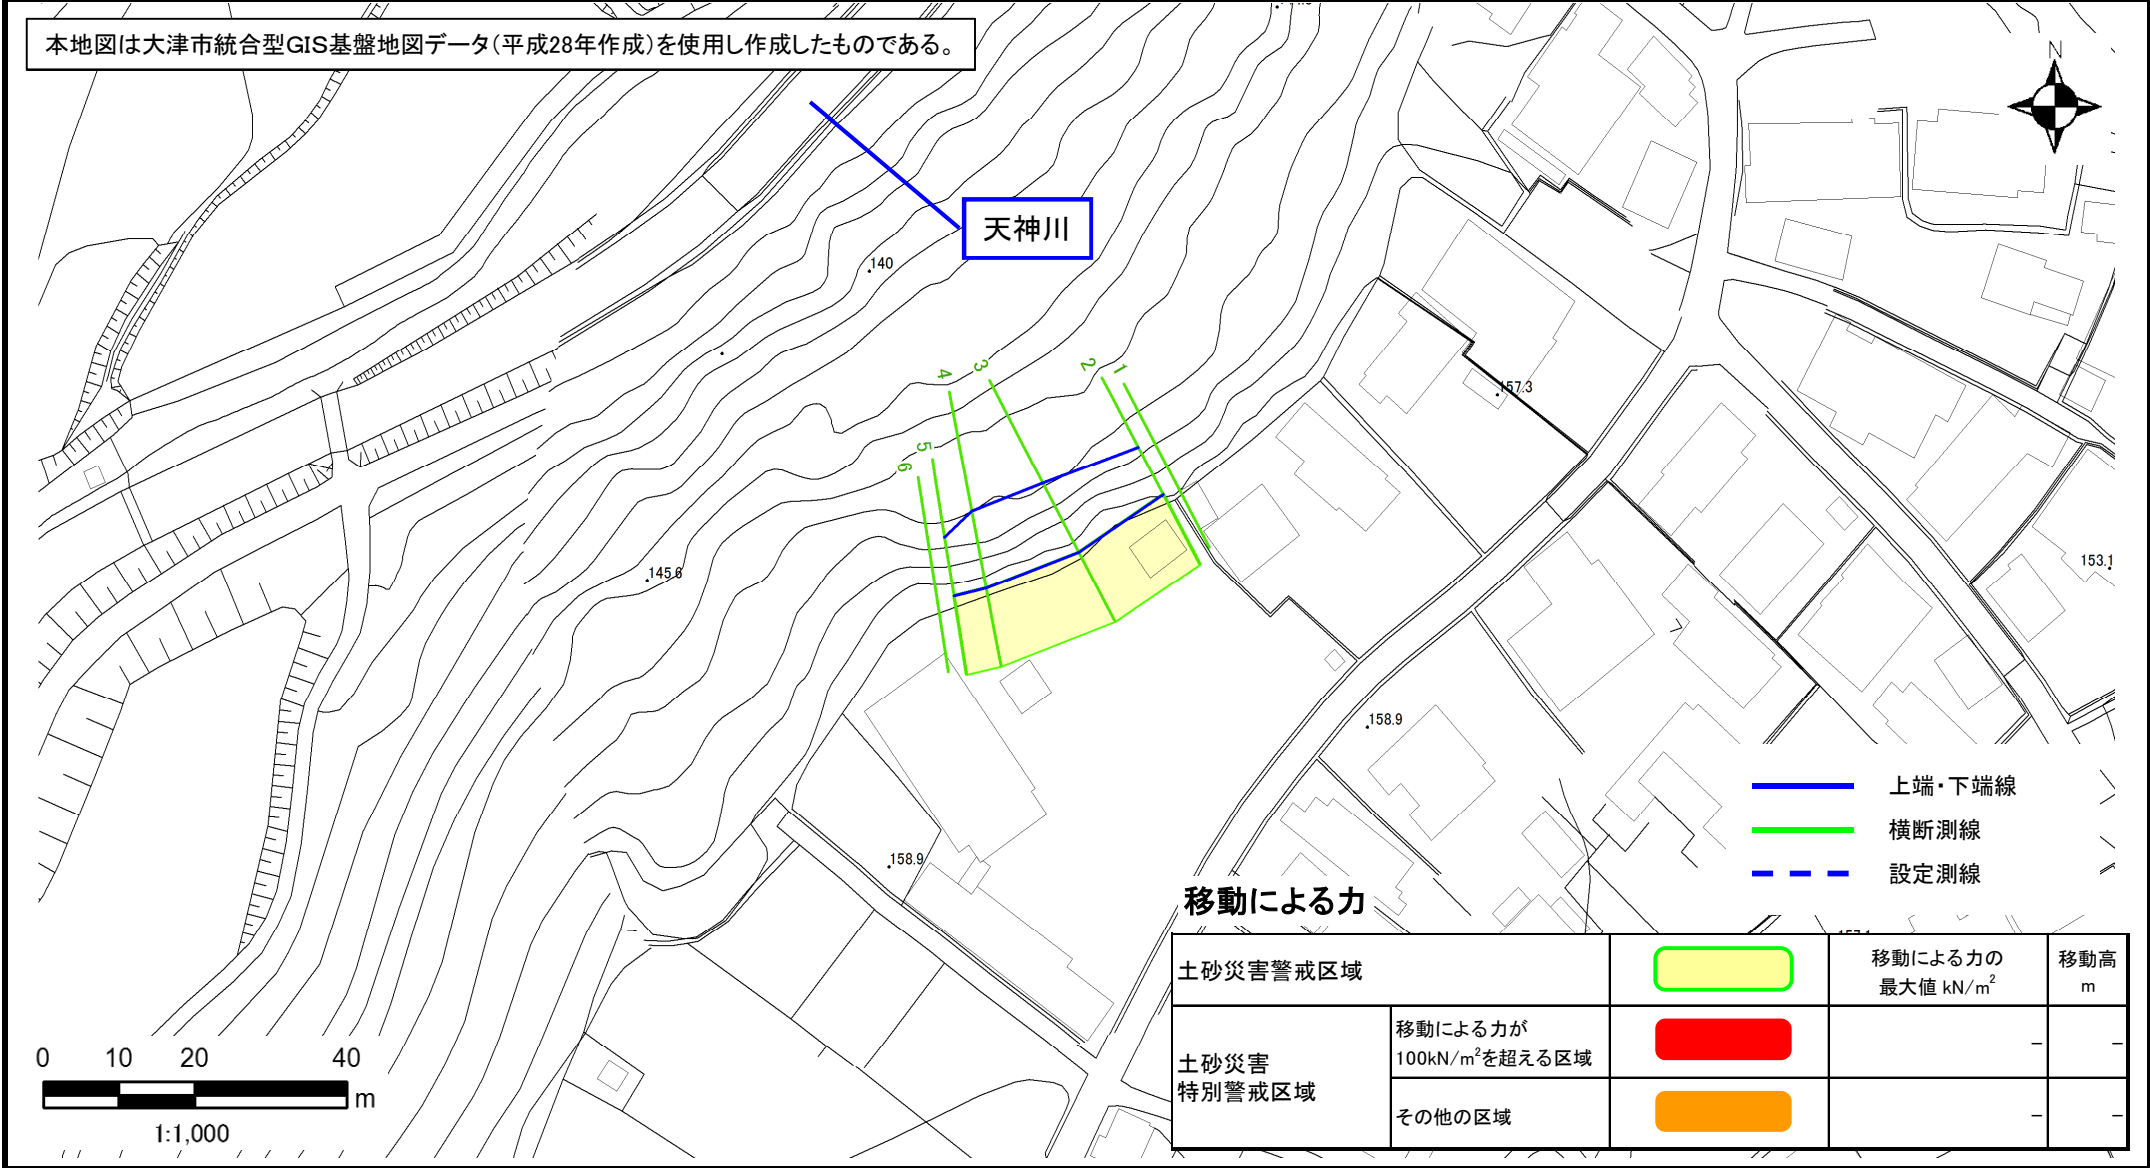 本地図は大津市統合型GIS基盤地図データ(平成28年作成)を使用し作成したものである。
N
天神川
140
4
3
2
1
5
6
157.3
145.6
153.1
158.9
158.9
上端・下端線
横断測線
設定測線
移動による力
土砂災害警戒区域
移動による力の
最大値 kN/m²
移動高
m
土砂災害
特別警戒区域
移動による力が
100kN/m²を超える区域
－
－
その他の区域
－
－
0 10 20 40
m
1:1,000